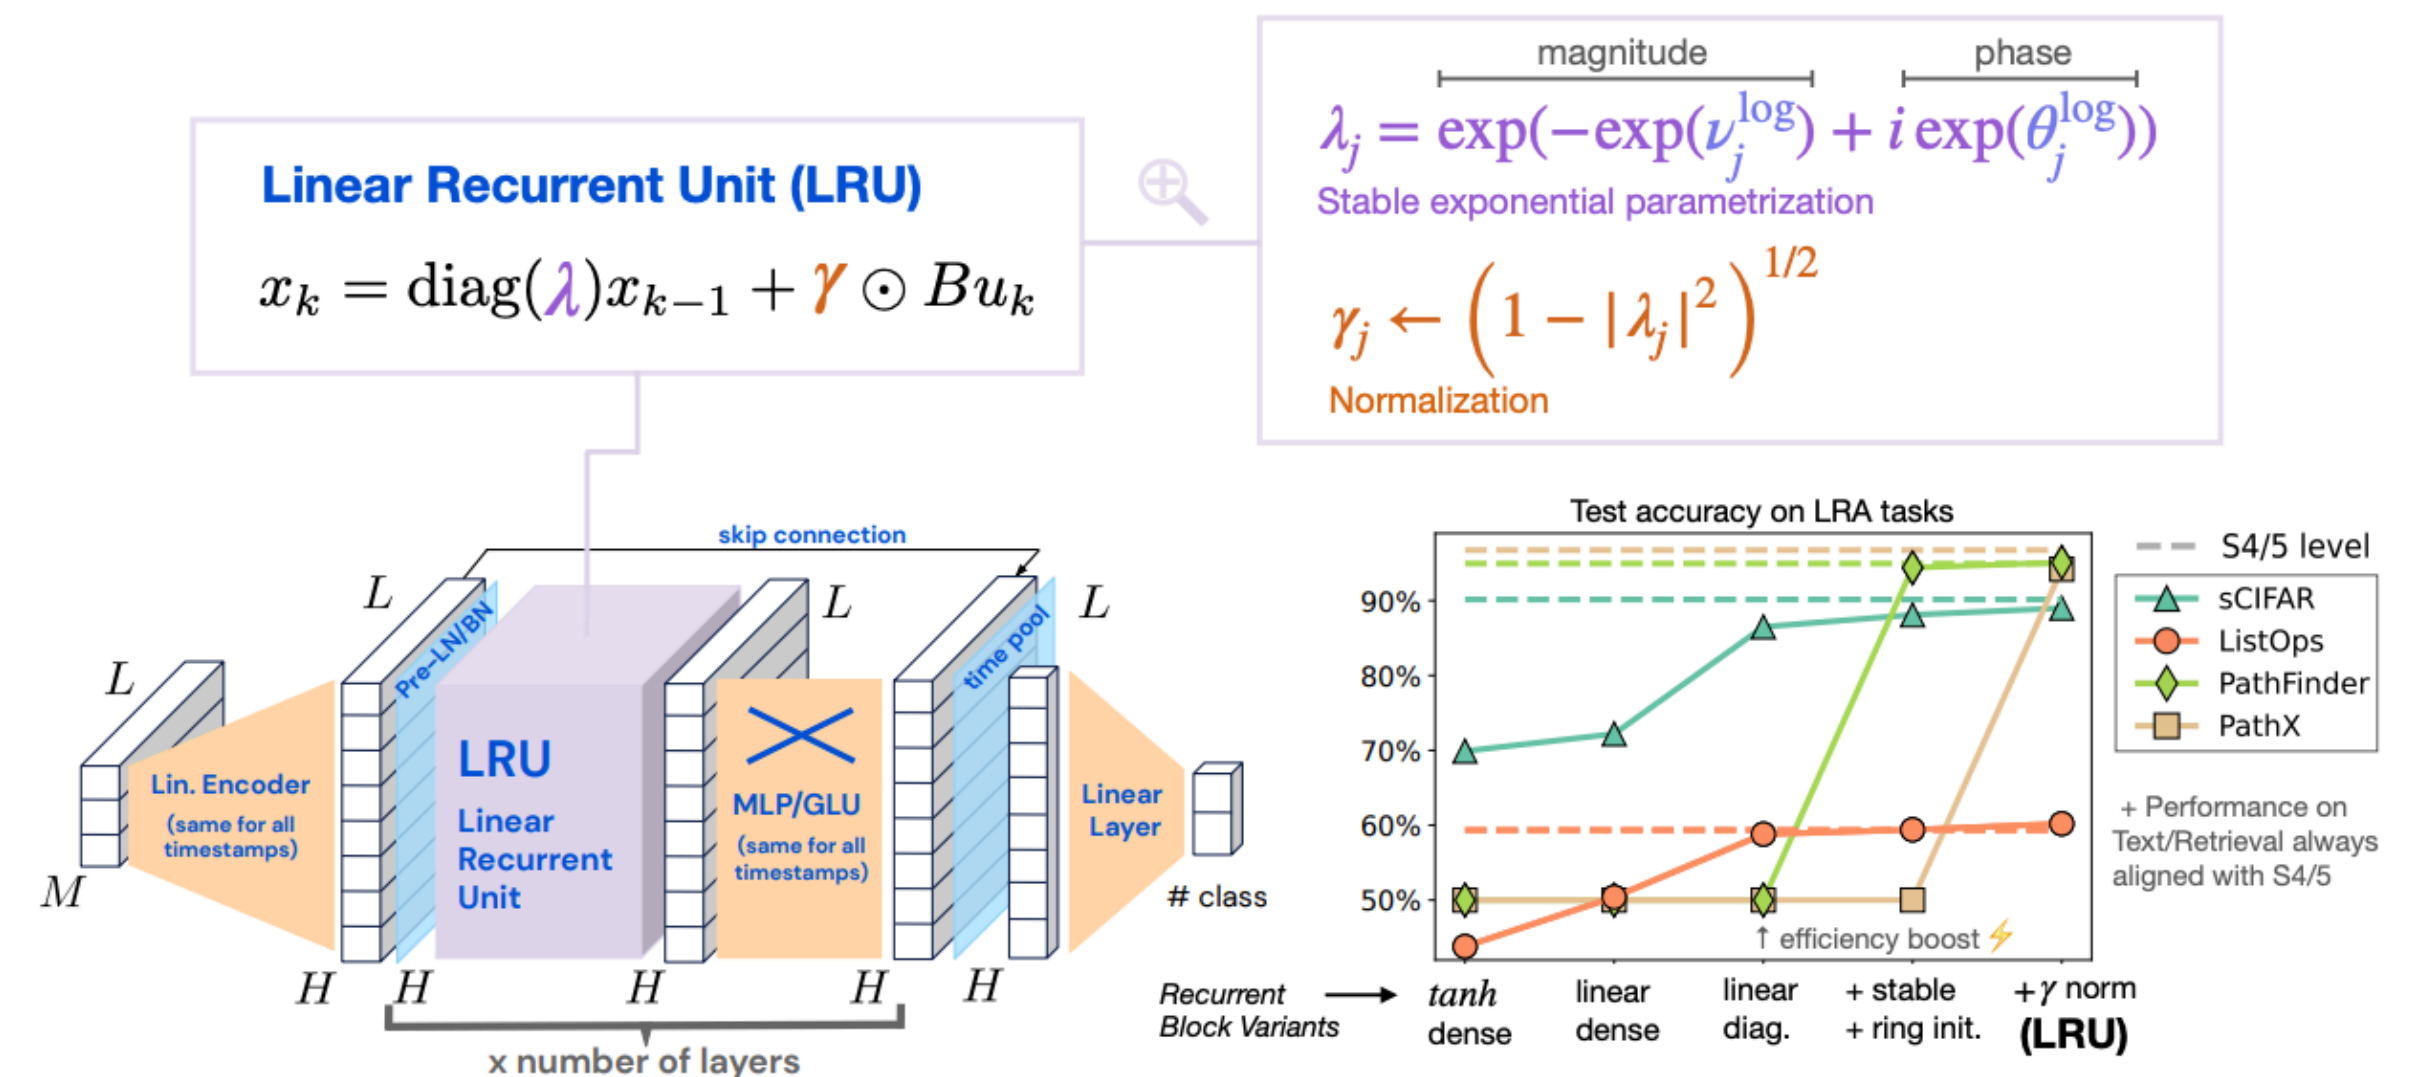 magnitude phase
λ_j = exp(−exp(ν_j^log) + i exp(θ_j^log))
Stable exponential parametrization
γ_j ← (1 − |λ_j|^2)^1/2
Normalization
Linear Recurrent Unit (LRU)
x_k = diag(λ)x_{k−1} + γ ⊙ Bu_k
skip connection
L
M
Lin. Encoder
(same for all
timestamps)
L
H
Pre-LN/BN
H
LRU
Linear
Recurrent
Unit
L
H
MLP/GLU
(same for all
timestamps)
H
time pool
L
H
Linear
Layer
# class
x number of layers
Test accuracy on LRA tasks
90%
80%
70%
60%
50%
↑ efficiency boost ⚡
Recurrent
Block Variants
tanh
dense
linear
dense
linear
diag.
+ stable
+ ring init.
+γ norm
(LRU)
S4/5 level
sCIFAR
ListOps
PathFinder
PathX
+ Performance on
Text/Retrieval always
aligned with S4/5